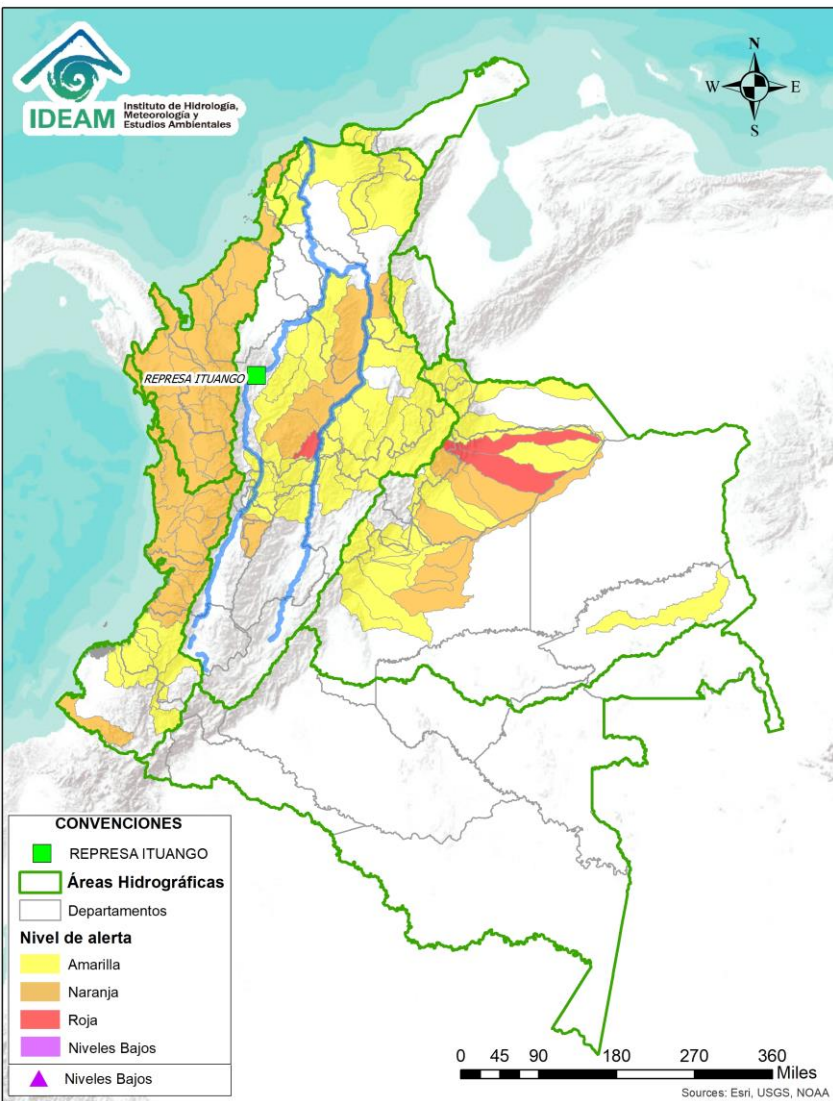 IDEAM
Instituto de Hidrología,
Meteorología y
Estudios Ambientales
N
W
E
S
REPRESA ITUANGO
CONVENCIONES
REPRESA ITUANGO
Áreas Hidrográficas
Departamentos
Nivel de alerta
Amarilla
Naranja
Roja
Niveles Bajos
Niveles Bajos
0 45 90 180 270 360
Miles
Sources: Esri, USGS, NOAA